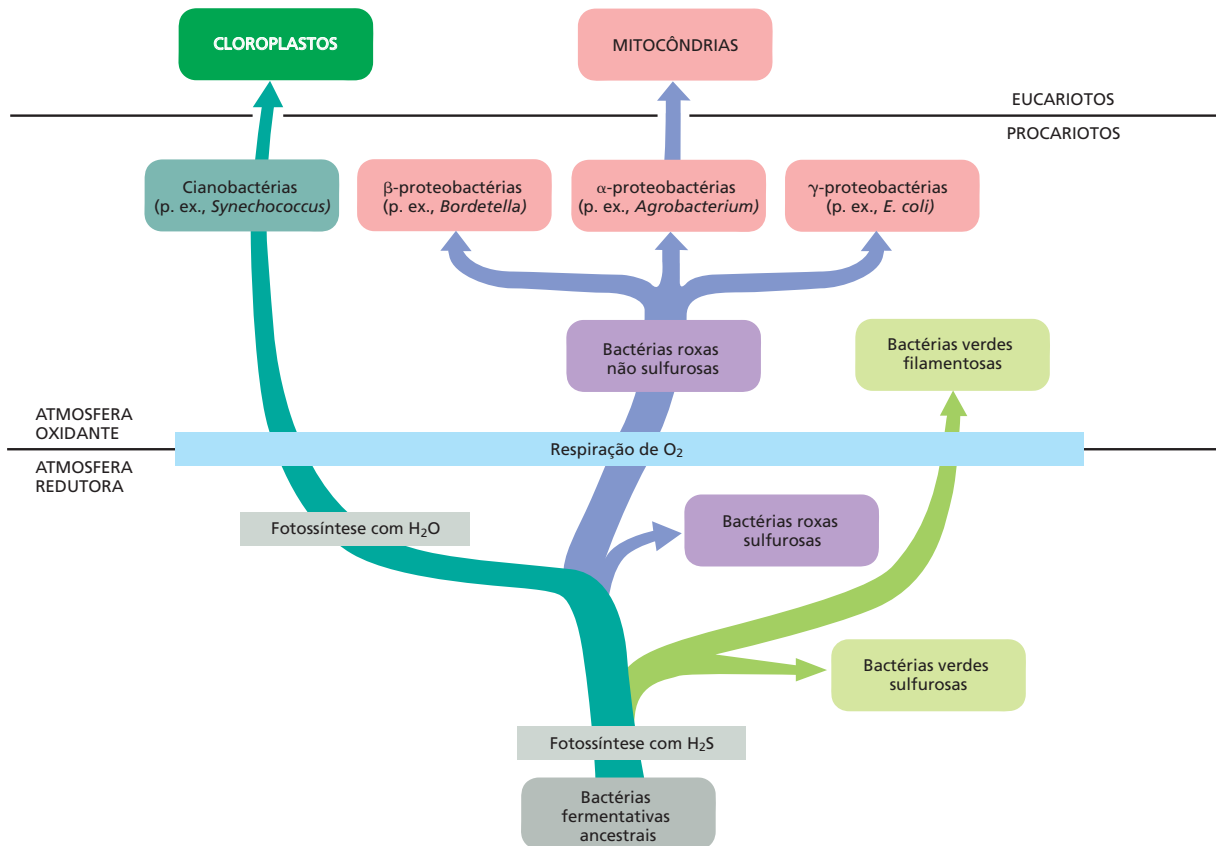 CLOROPLASTOS
MITOCÔNDRIAS
EUCARIOTOS
PROCARIOTOS
Cianobactérias
(p. ex., Synechococcus)
β-proteobactérias
(p. ex., Bordetella)
α-proteobactérias
(p. ex., Agrobacterium)
γ-proteobactérias
(p. ex., E. coli)
Bactérias roxas
não sulfurosas
Bactérias verdes
filamentosas
ATMOSFERA
OXIDANTE
Respiração de O₂
ATMOSFERA
REDUTORA
Fotossíntese com H₂O
Bactérias roxas
sulfurosas
Bactérias verdes
sulfurosas
Fotossíntese com H₂S
Bactérias
fermentativas
ancestrais